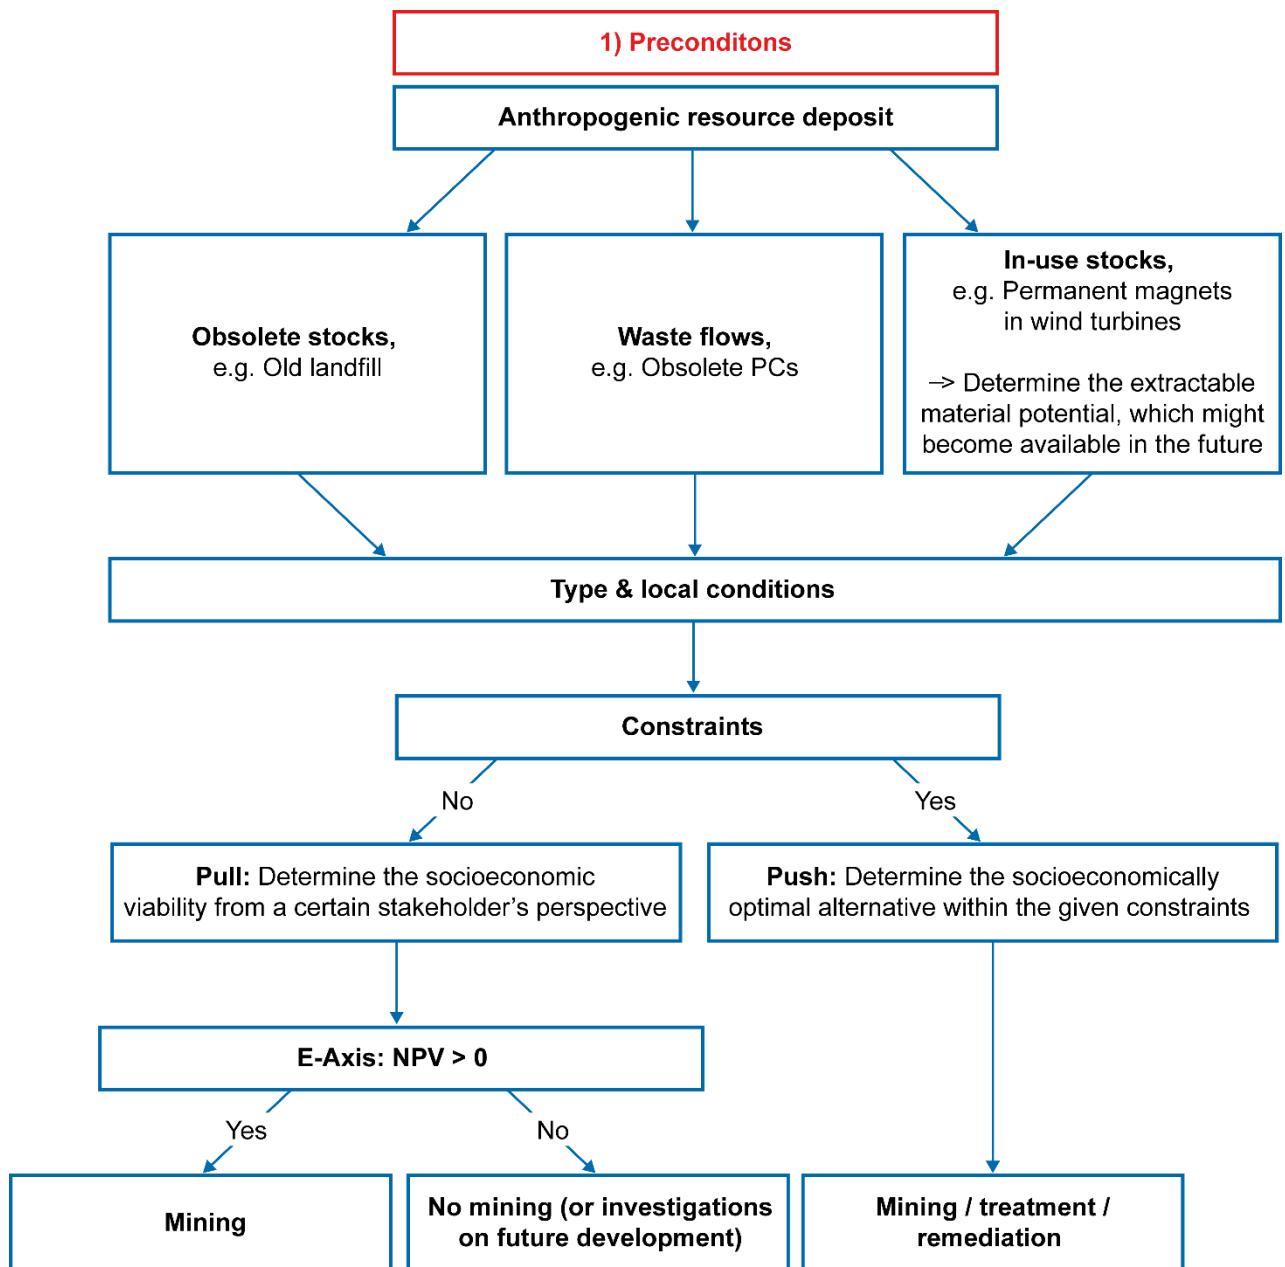 1) Preconditons
Anthropogenic resource deposit
Obsolete stocks,
e.g. Old landfill
Waste flows,
e.g. Obsolete PCs
In-use stocks,
e.g. Permanent magnets
in wind turbines
–> Determine the extractable
material potential, which might
become available in the future
Type & local conditions
Constraints
No
Yes
Pull: Determine the socioeconomic
viability from a certain stakeholder’s perspective
Push: Determine the socioeconomically
optimal alternative within the given constraints
E-Axis: NPV > 0
Yes
No
Mining
No mining (or investigations
on future development)
Mining / treatment /
remediation